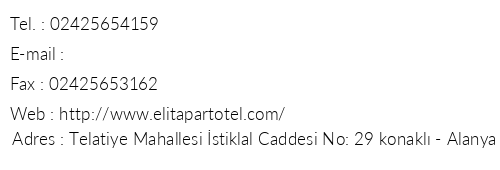 Tel. : 02425654159
E-mail :
Fax : 02425653162
Web : http://www.elitapartotel.com/
Adres : Telatiye Mahallesi İstiklal Caddesi No: 29 konaklı - Alanya